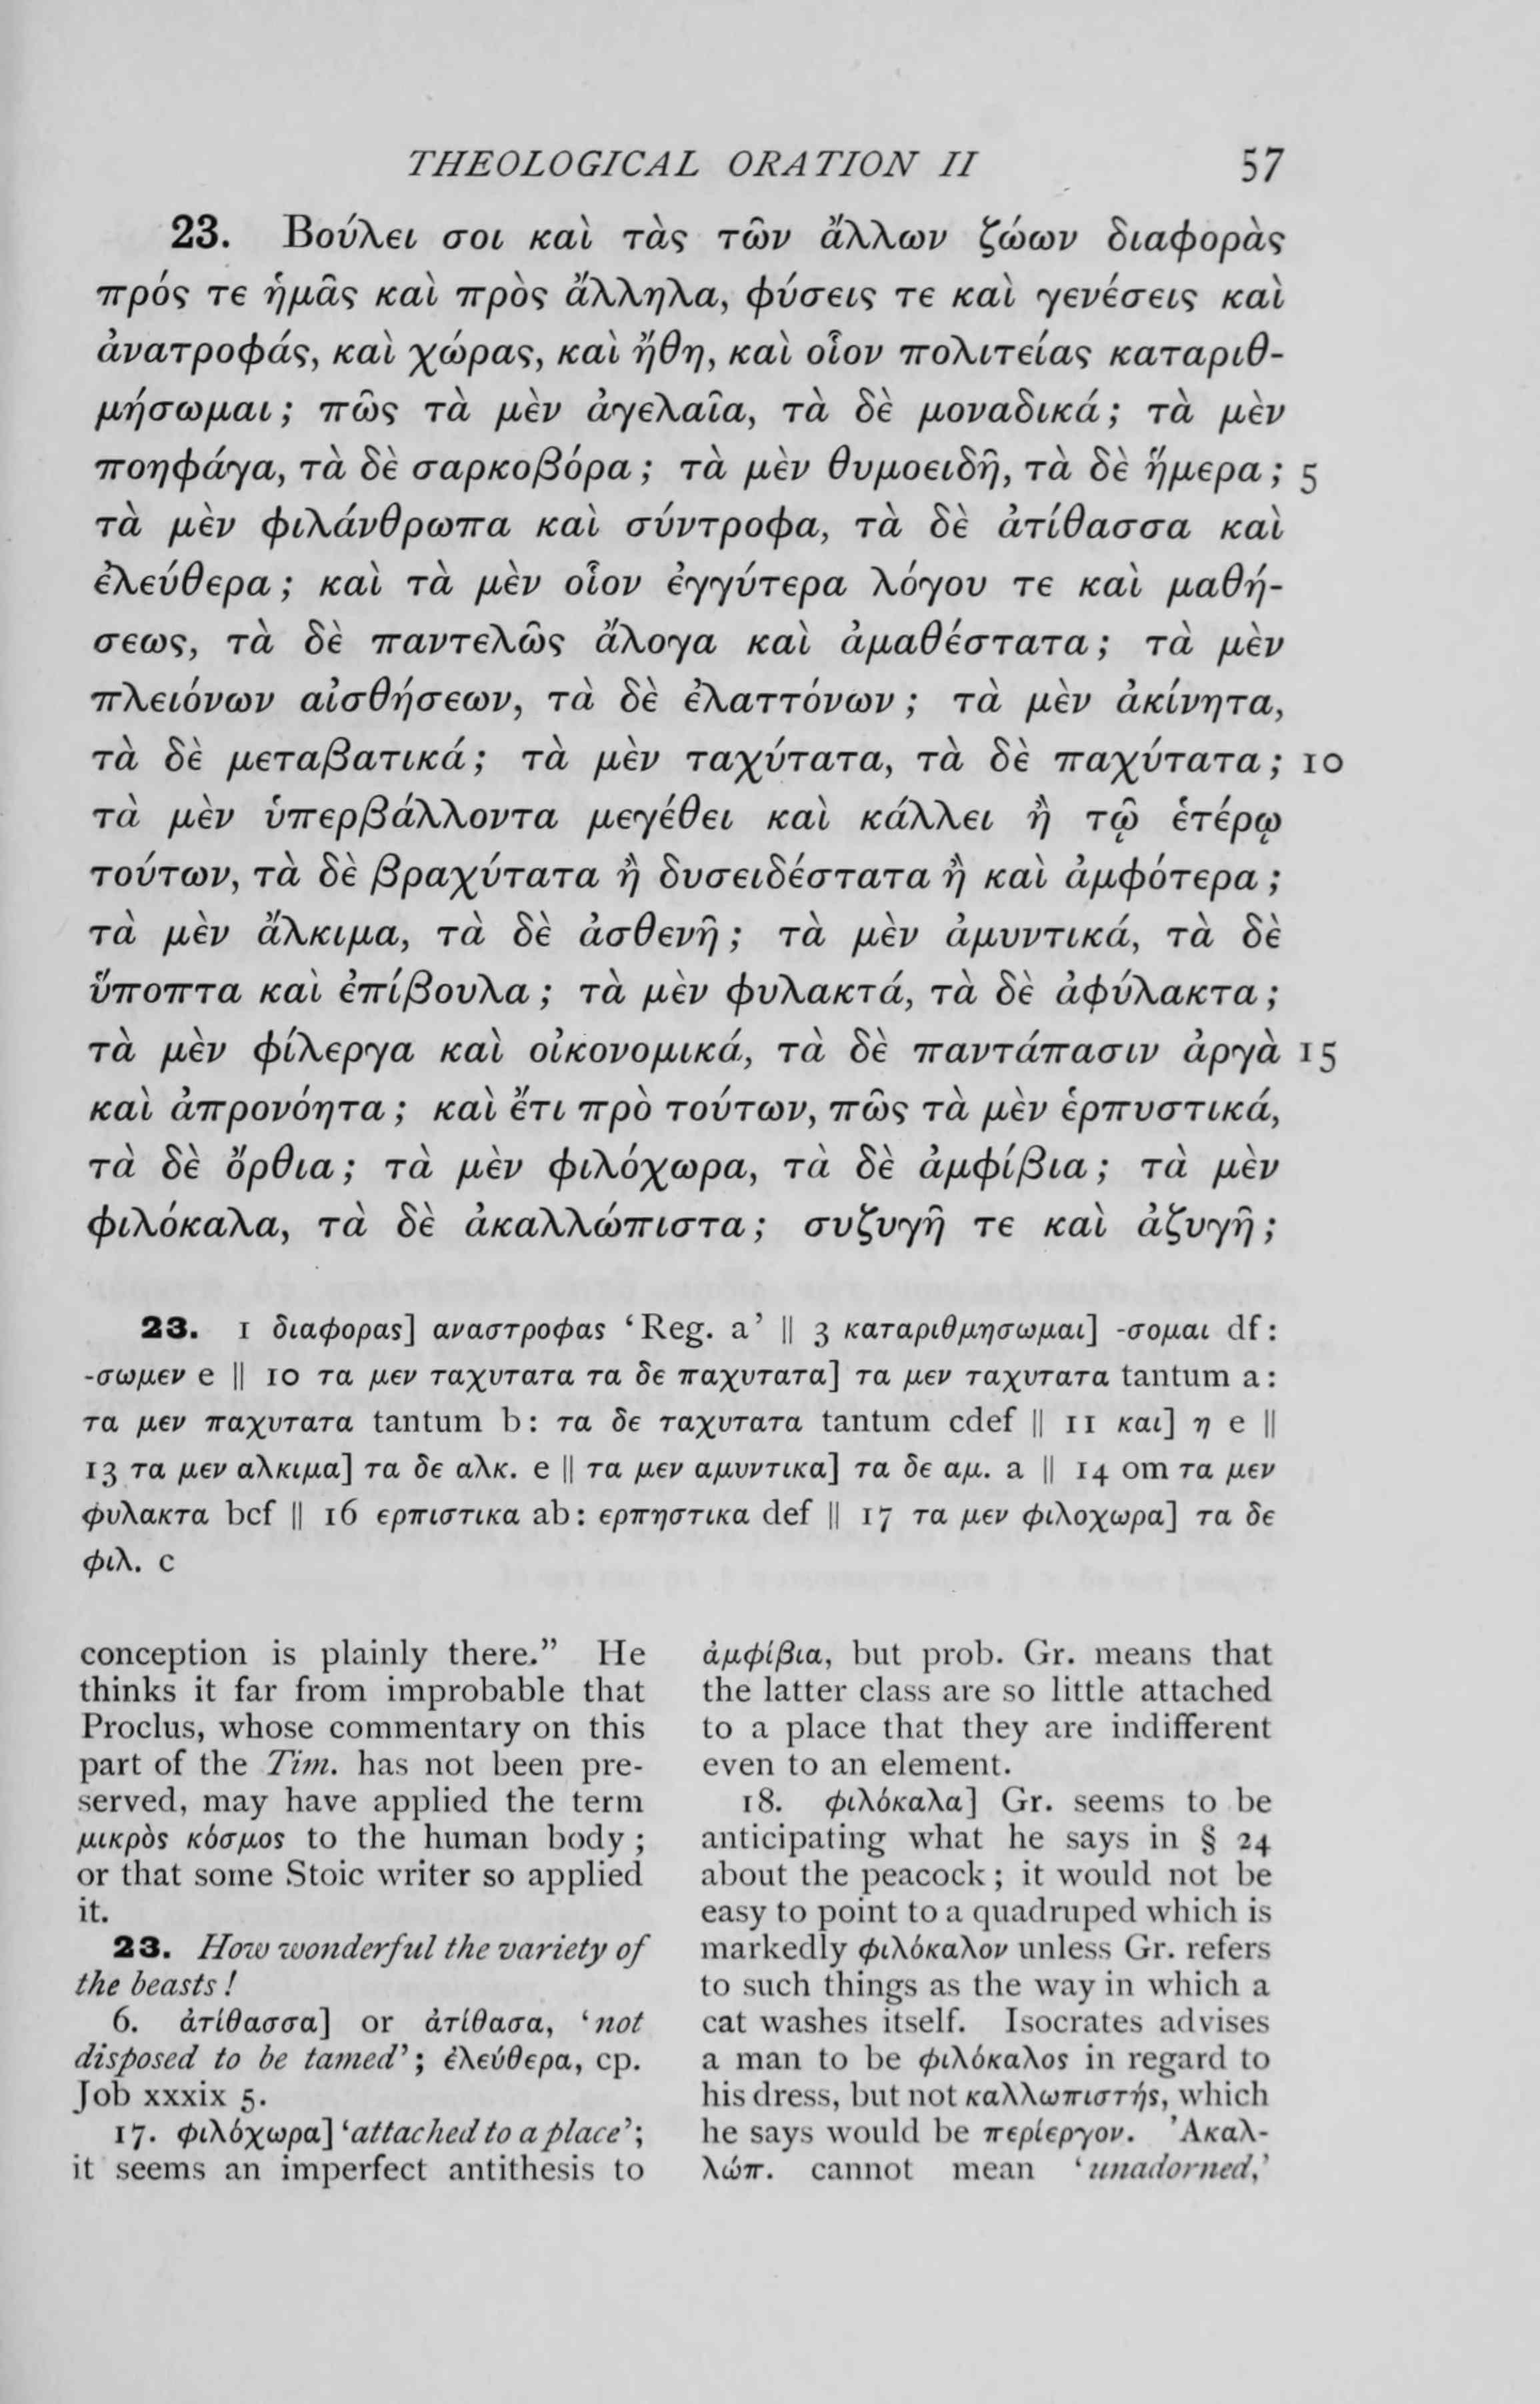 THEOLOGICAL ORATION II 57
23. Βούλει σοι καὶ τὰς τῶν ἄλλων ζώων διαφορὰς
πρός τε ἡμᾶς καὶ πρὸς ἄλληλα, φύσεις τε καὶ γενέσεις καὶ
ἀνατροφάς, καὶ χώρας, καὶ ἤθη, καὶ οἷον πολιτείας καταριθ-
μήσωμαι; πῶς τὰ μὲν ἀγελαῖα, τὰ δὲ μοναδικά; τὰ μὲν
ποηφάγα, τὰ δὲ σαρκοβόρα; τὰ μὲν θυμοειδῆ, τὰ δὲ ἥμερα; 5
τὰ μὲν φιλάνθρωπα καὶ σύντροφα, τὰ δὲ ἀτίθασσα καὶ
ἐλεύθερα; καὶ τὰ μὲν οἷον ἐγγύτερα λόγου τε καὶ μαθή-
σεως, τὰ δὲ παντελῶς ἄλογα καὶ ἀμαθέστατα; τὰ μὲν
πλειόνων αἰσθήσεων, τὰ δὲ ἐλαττόνων; τὰ μὲν ἀκίνητα,
τὰ δὲ μεταβατικά; τὰ μὲν ταχύτατα, τὰ δὲ παχύτατα; 10
τὰ μὲν ὑπερβάλλοντα μεγέθει καὶ κάλλει ἢ τῷ ἑτέρῳ
τούτων, τὰ δὲ βραχύτατα ἢ δυσειδέστατα ἢ καὶ ἀμφότερα;
τὰ μὲν ἄλκιμα, τὰ δὲ ἀσθενῆ; τὰ μὲν ἀμυντικά, τὰ δὲ
ὕποπτα καὶ ἐπίβουλα; τὰ μὲν φυλακτά, τὰ δὲ ἀφύλακτα;
τὰ μὲν φίλεργα καὶ οἰκονομικά, τὰ δὲ παντάπασιν ἀργὰ 15
καὶ ἀπρονόητα; καὶ ἔτι πρὸ τούτων, πῶς τὰ μὲν ἑρπυστικά,
τὰ δὲ ὄρθια; τὰ μὲν φιλόχωρα, τὰ δὲ ἀμφίβια; τὰ μὲν
φιλόκαλα, τὰ δὲ ἀκαλλώπιστα; συζυγῆ τε καὶ ἀζυγῆ;
23. 1 διαφορας] αναστροφας ‘Reg. a’ || 3 καταριθμησωμαι] -σομαι df:
-σωμεν e || 10 τα μεν ταχυτατα τα δε παχυτατα] τα μεν ταχυτατα tantum a:
τα μεν παχυτατα tantum b: τα δε ταχυτατα tantum cdef || 11 και] η e ||
13 τα μεν αλκιμα] τα δε αλκ. e || τα μεν αμυντικα] τα δε αμ. a || 14 om τα μεν
φυλακτα bcf || 16 ερπιστικα ab: ερπηστικα def || 17 τα μεν φιλοχωρα] τα δε
φιλ. c
conception is plainly there.” He
thinks it far from improbable that
Proclus, whose commentary on this
part of the Tim. has not been pre-
served, may have applied the term
μικρὸς κόσμος to the human body;
or that some Stoic writer so applied
it.
23. How wonderful the variety of
the beasts!
6. ἀτίθασσα] or ἀτίθασα, ‘not
disposed to be tamed’; ἐλεύθερα, cp.
Job xxxix 5.
17. φιλόχωρα] ‘attached to a place’;
it seems an imperfect antithesis to
ἀμφίβια, but prob. Gr. means that
the latter class are so little attached
to a place that they are indifferent
even to an element.
18. φιλόκαλα] Gr. seems to be
anticipating what he says in § 24
about the peacock; it would not be
easy to point to a quadruped which is
markedly φιλόκαλον unless Gr. refers
to such things as the way in which a
cat washes itself. Isocrates advises
a man to be φιλόκαλος in regard to
his dress, but not καλλωπιστής, which
he says would be περίεργον. Ἀκαλ-
λώπ. cannot mean ‘unadorned,’